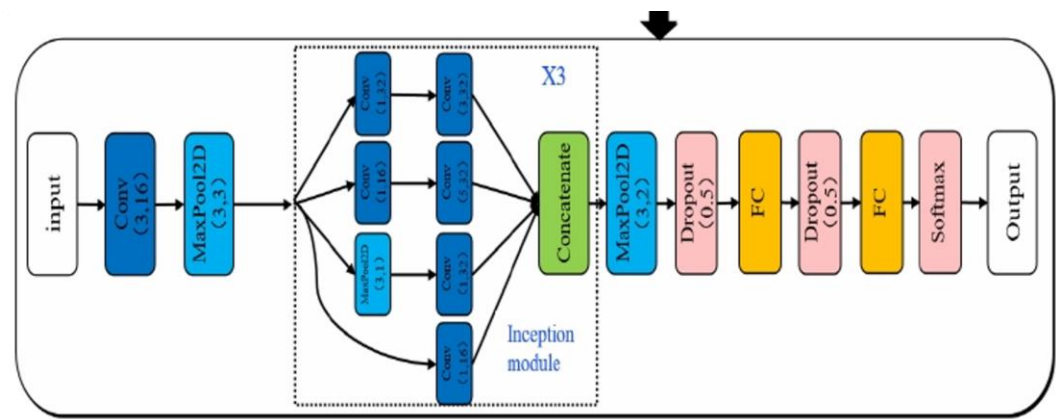 input
Conv
(3,16)
MaxPool2D
(3,3)
Conv
(1,32)
Conv
(3,32)
Conv
(1,16)
Conv
(5,32)
MaxPool2D
(3,1)
Conv
(1,32)
Conv
(1,16)
X3
Inception
module
Concatenate
MaxPool2D
(3,2)
Dropout
(0.5)
FC
Dropout
(0.5)
FC
Softmax
Output